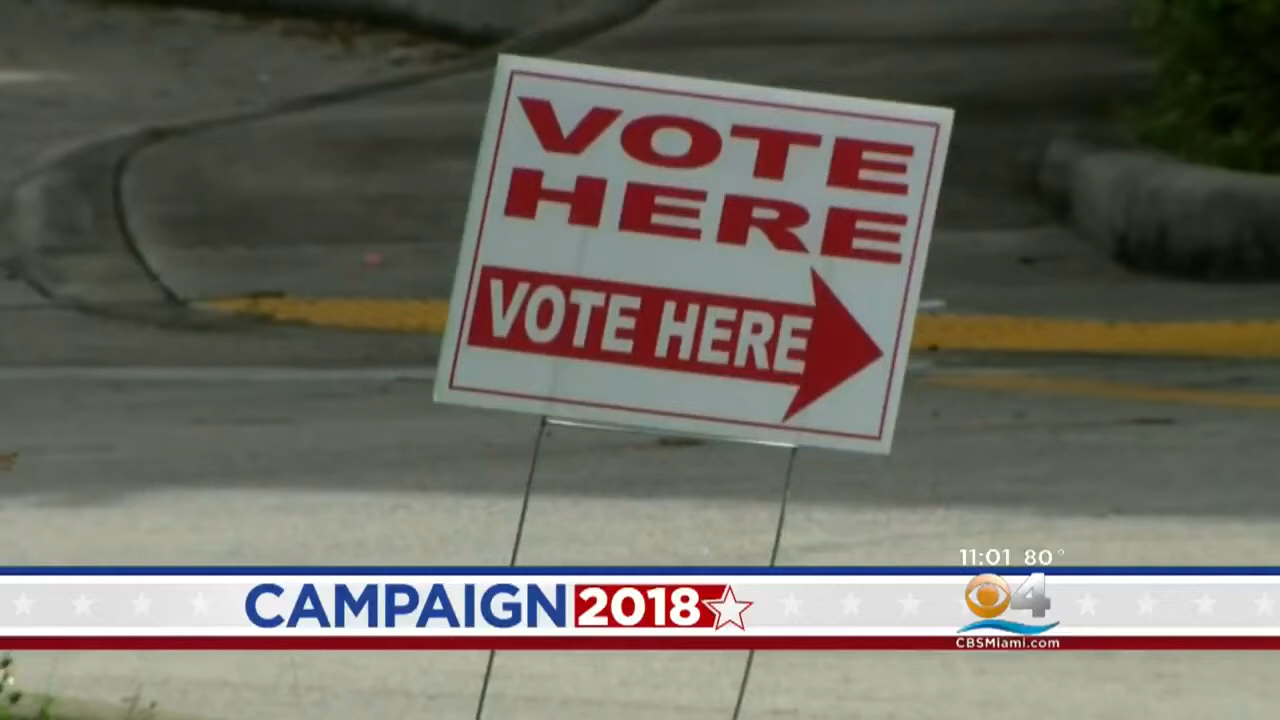 VOTE
HERE
VOTE HERE
11:01 80°
CAMPAIGN 2018
4
CBSMiami.com